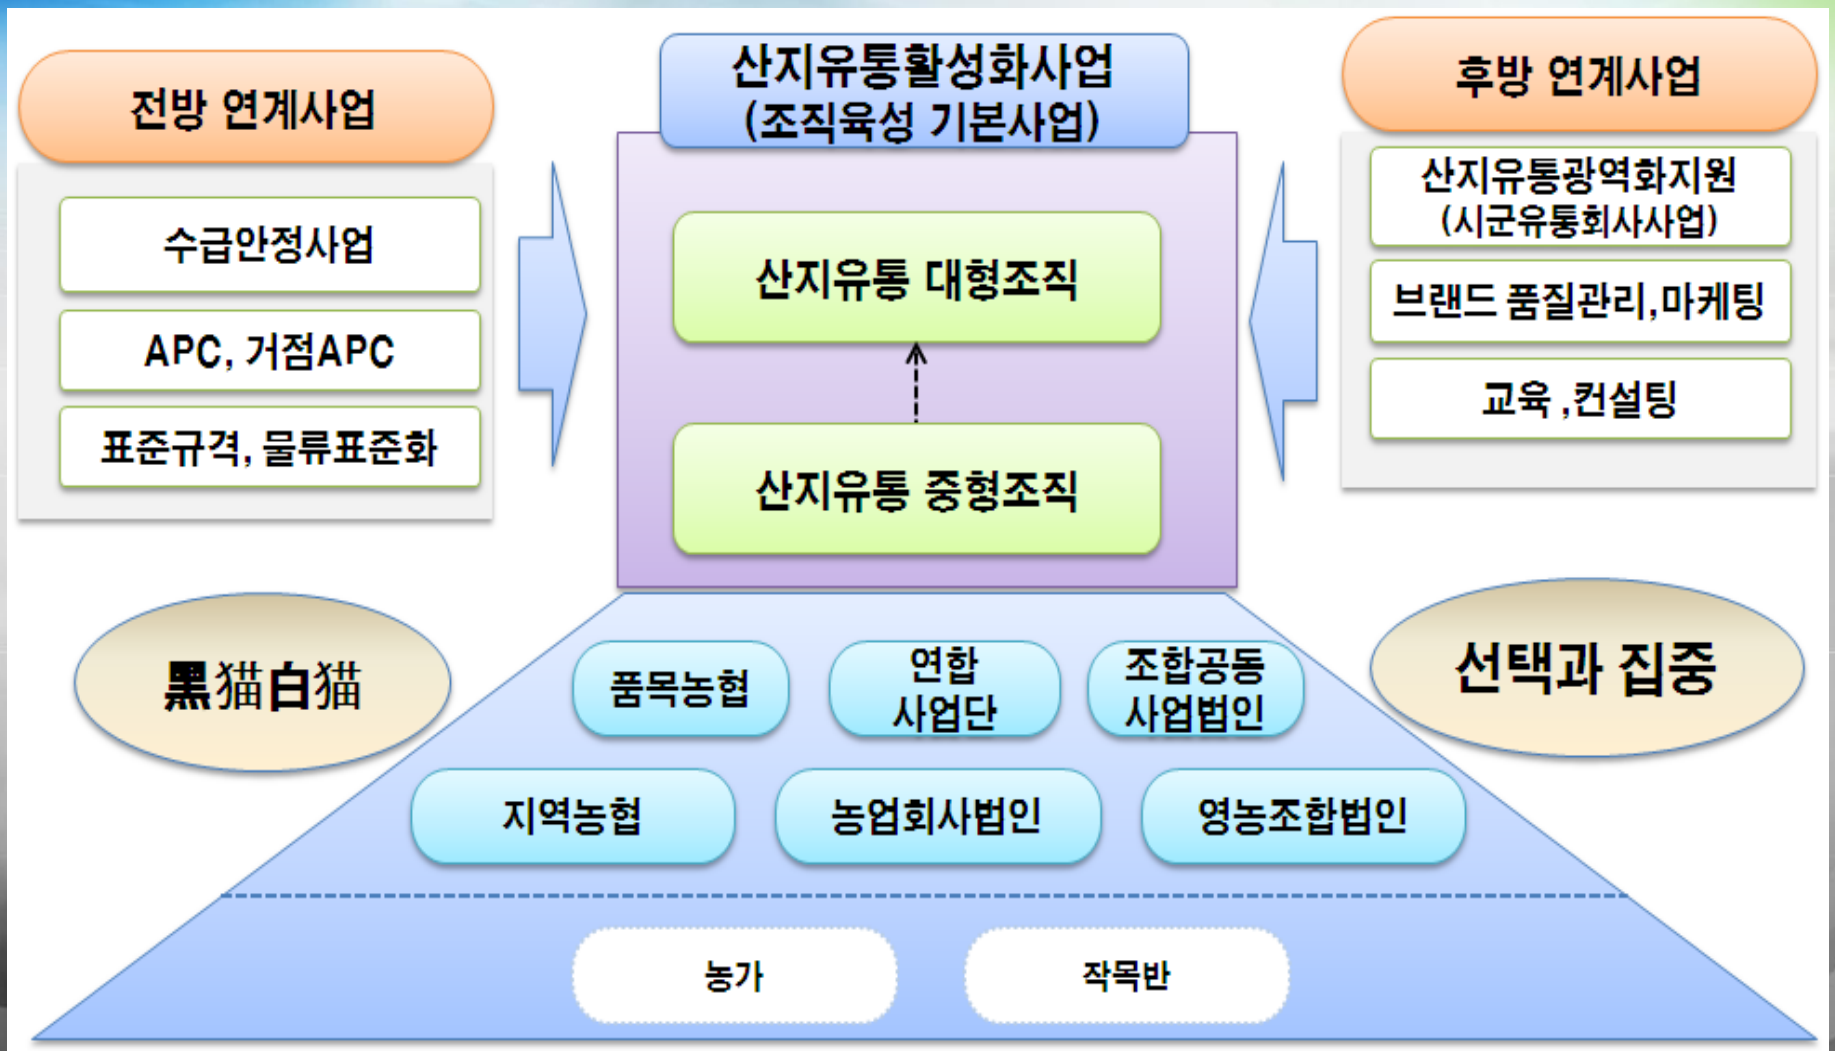 전방 연계사업
수급안정사업
APC, 거점APC
표준규격, 물류표준화
산지유통활성화사업
(조직육성 기본사업)
산지유통 대형조직
산지유통 중형조직
후방 연계사업
산지유통광역화지원
(시군유통회사사업)
브랜드 품질관리,마케팅
교육 ,컨설팅
黑猫白猫
선택과 집중
품목농협
연합
사업단
조합공동
사업법인
지역농협
농업회사법인
영농조합법인
농가
작목반